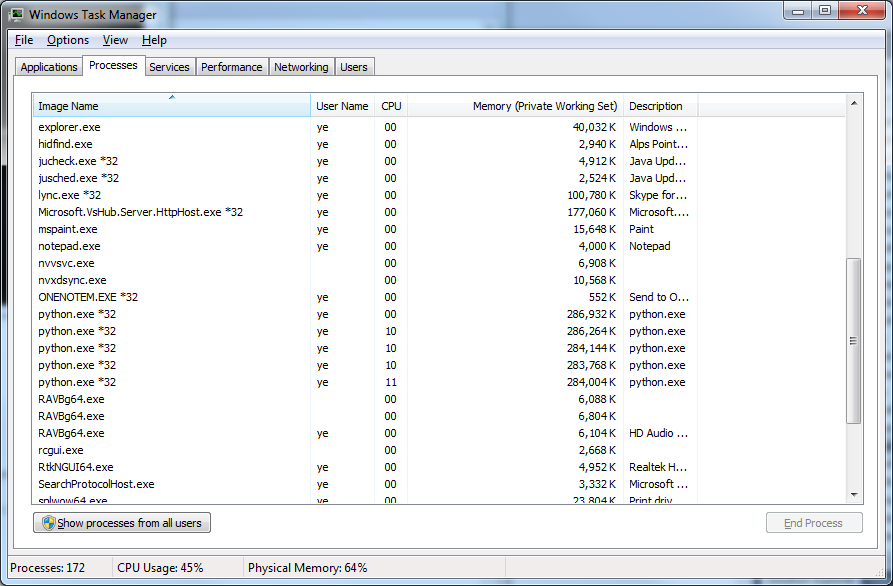 Windows Task Manager
File Options View Help
Applications Processes Services Performance Networking Users
Image Name User Name CPU Memory (Private Working Set) Description
explorer.exe ye 00 40,032 K Windows ...
hidfind.exe ye 00 2,940 K Alps Point...
jucheck.exe *32 ye 00 4,912 K Java Upd...
jusched.exe *32 ye 00 2,524 K Java Upd...
lync.exe *32 ye 00 100,780 K Skype for...
Microsoft.VsHub.Server.HttpHost.exe *32 ye 00 177,060 K Microsoft....
mspaint.exe ye 00 15,648 K Paint
notepad.exe ye 00 4,000 K Notepad
nvvsvc.exe 00 6,908 K
nvxdsync.exe 00 10,568 K
ONENOTEM.EXE *32 ye 00 552 K Send to O...
python.exe *32 ye 00 286,932 K python.exe
python.exe *32 ye 10 286,264 K python.exe
python.exe *32 ye 10 284,144 K python.exe
python.exe *32 ye 10 283,768 K python.exe
python.exe *32 ye 11 284,004 K python.exe
RAVBg64.exe 00 6,088 K
RAVBg64.exe 00 6,804 K
RAVBg64.exe ye 00 6,104 K HD Audio ...
rcgui.exe 00 2,668 K
RtkNGUI64.exe ye 00 4,952 K Realtek H...
SearchProtocolHost.exe ye 00 3,332 K Microsoft ...
splwow64.exe ye 00 23,804 K Print driv
Show processes from all users End Process
Processes: 172 CPU Usage: 45% Physical Memory: 64%